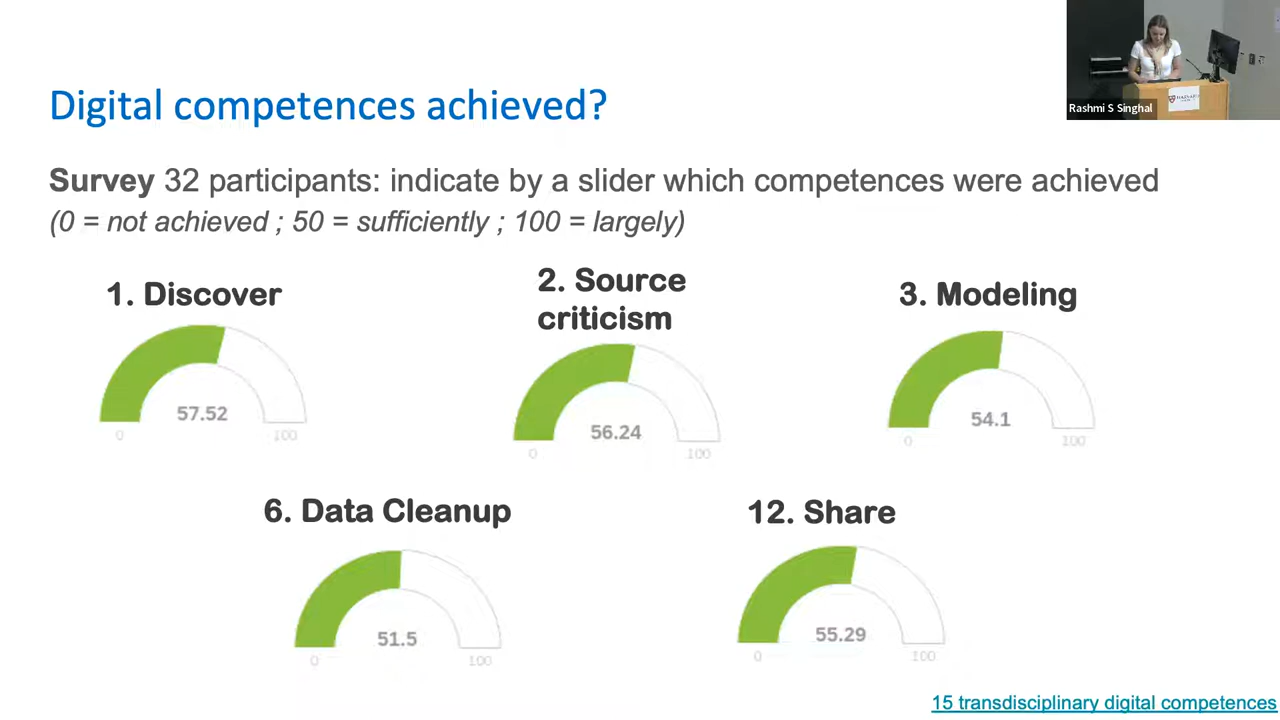 Digital competences achieved?
Rashmi S Singhal
Survey 32 participants: indicate by a slider which competences were achieved
(0 = not achieved ; 50 = sufficiently ; 100 = largely)
1. Discover
57.52
0
100
2. Source
criticism
56.24
0
100
3. Modeling
54.1
0
100
6. Data Cleanup
51.5
0
100
12. Share
55.29
0
100
15 transdisciplinary digital competences